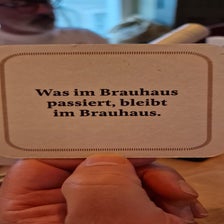 Was im Brauhaus
passiert, bleibt
im Brauhaus.